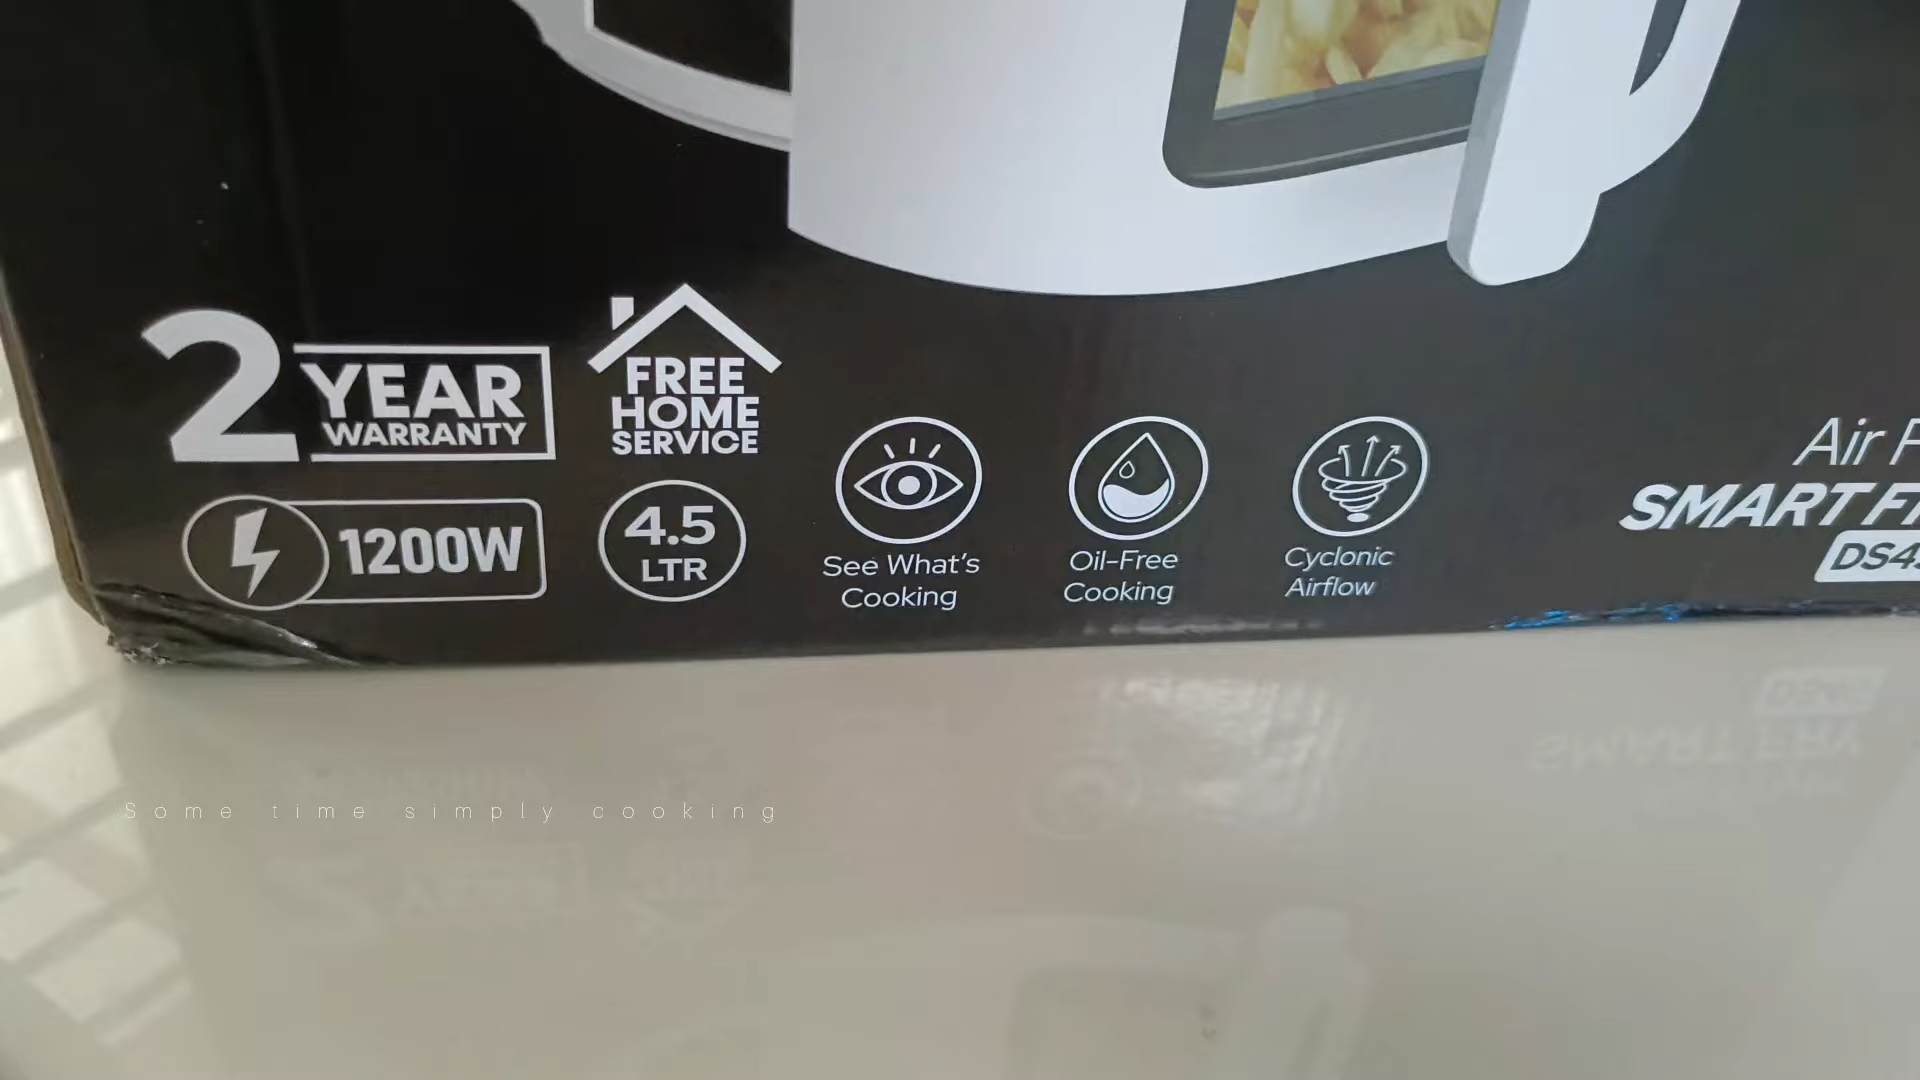 2 YEAR
WARRANTY
FREE
HOME
SERVICE
1200W
4.5
LTR
See What's
Cooking
Oil-Free
Cooking
Cyclonic
Airflow
Air
SMART
Some time simply cooking